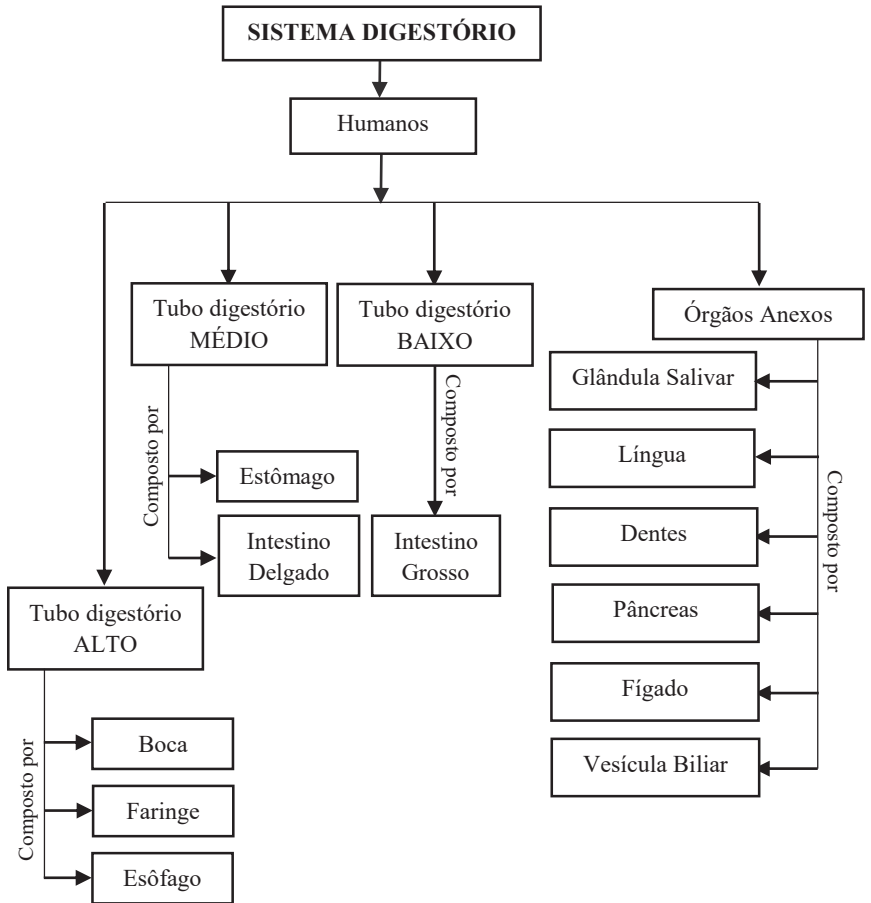 SISTEMA DIGESTÓRIO
Humanos
Tubo digestório
MÉDIO
Composto por
Estômago
Intestino
Delgado
Tubo digestório
BAIXO
Composto por
Intestino
Grosso
Órgãos Anexos
Composto por
Glândula Salivar
Língua
Dentes
Pâncreas
Fígado
Vesícula Biliar
Tubo digestório
ALTO
Composto por
Boca
Faringe
Esôfago